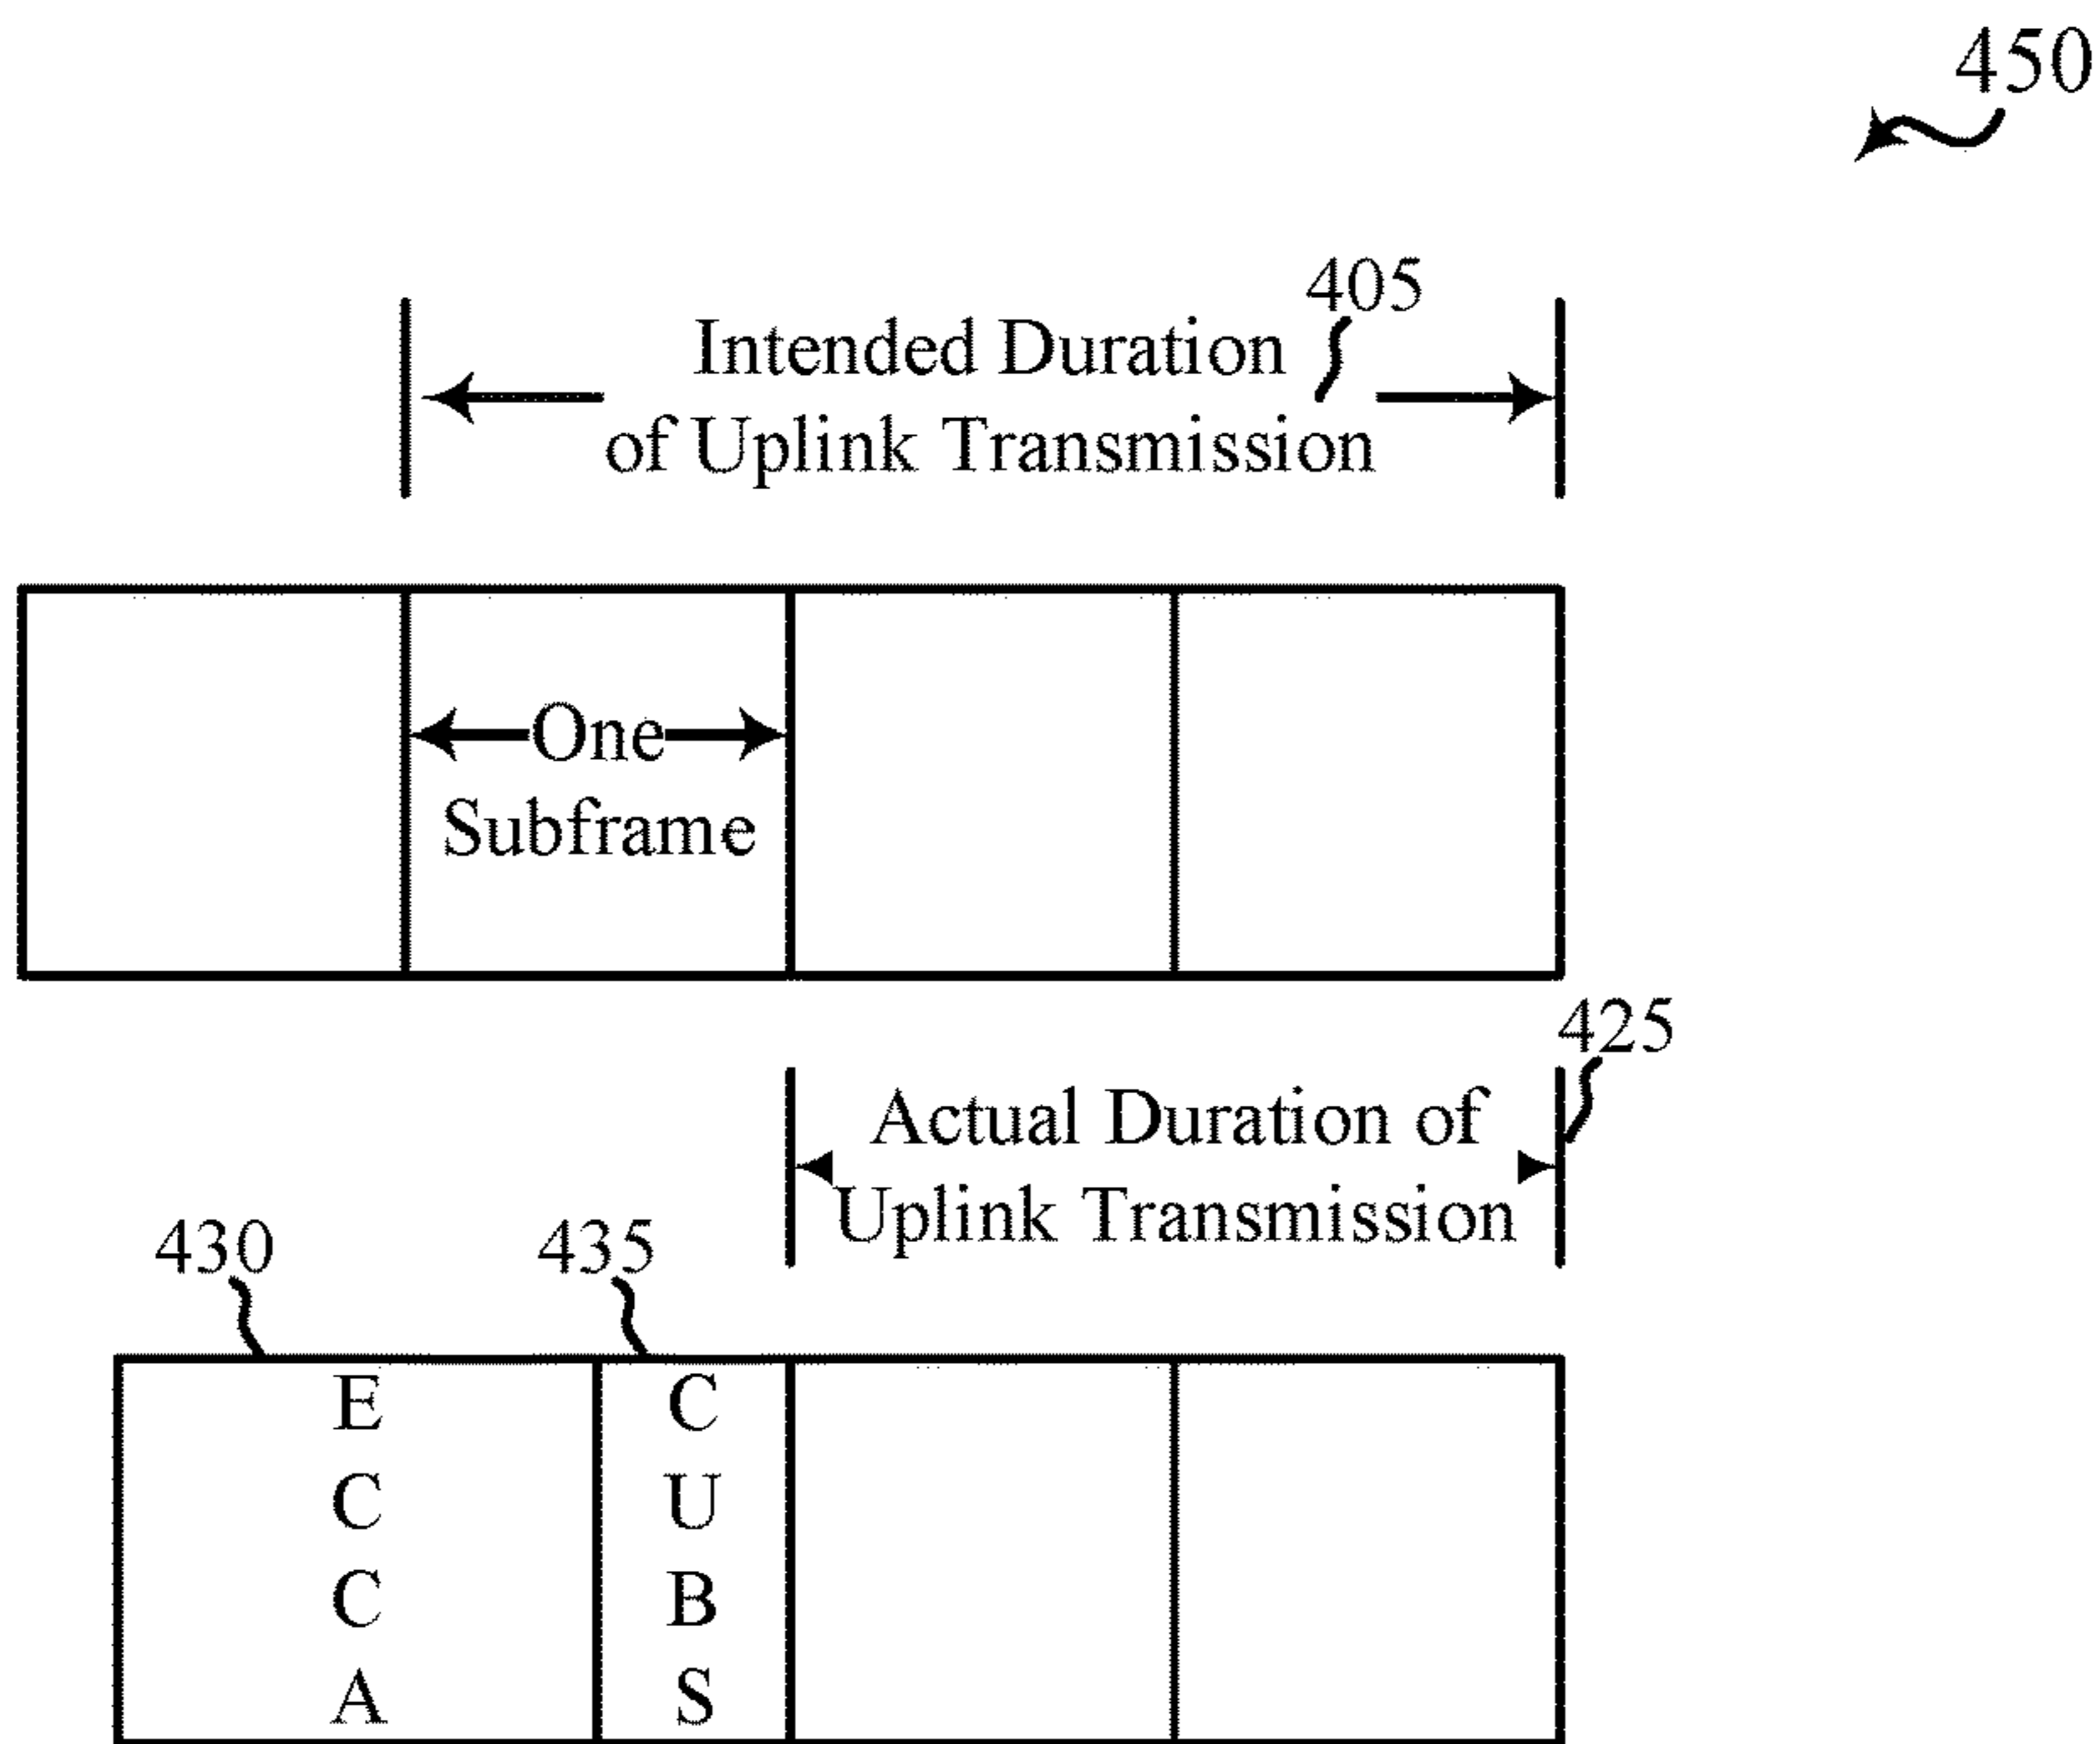 450
405
Intended Duration
of Uplink Transmission
One
Subframe
425
Actual Duration of
Uplink Transmission
430
435
E
C
C
A
C
U
B
S